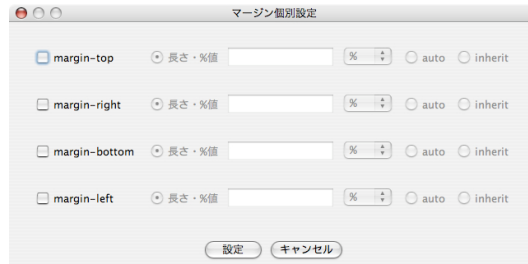 マージン個別設定
margin-top 長さ・%値 % auto inherit
margin-right 長さ・%値 % auto inherit
margin-bottom 長さ・%値 % auto inherit
margin-left 長さ・%値 % auto inherit
設定 キャンセル